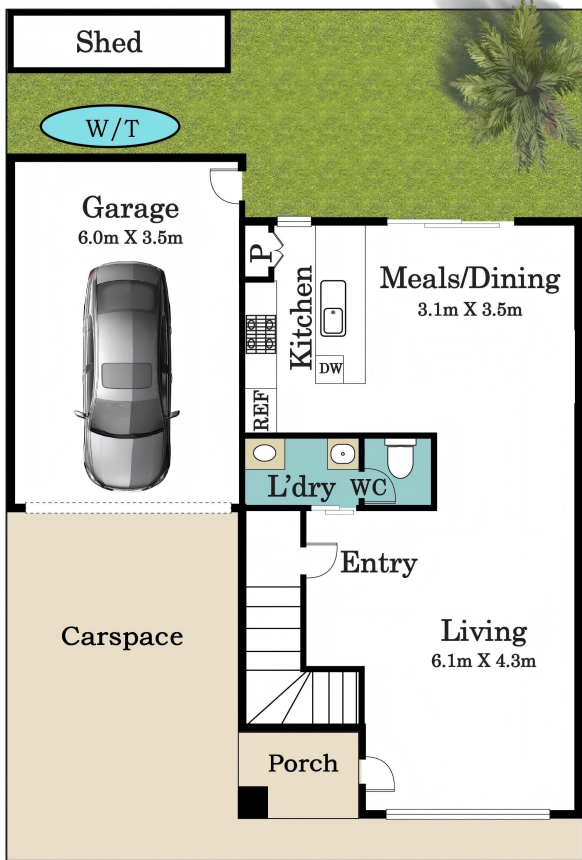 Shed
W/T
Garage
6.0m X 3.5m
P
Kitchen
Meals/Dining
3.1m X 3.5m
DW
REF
L'dry
WC
Entry
Living
6.1m X 4.3m
Carspace
Porch